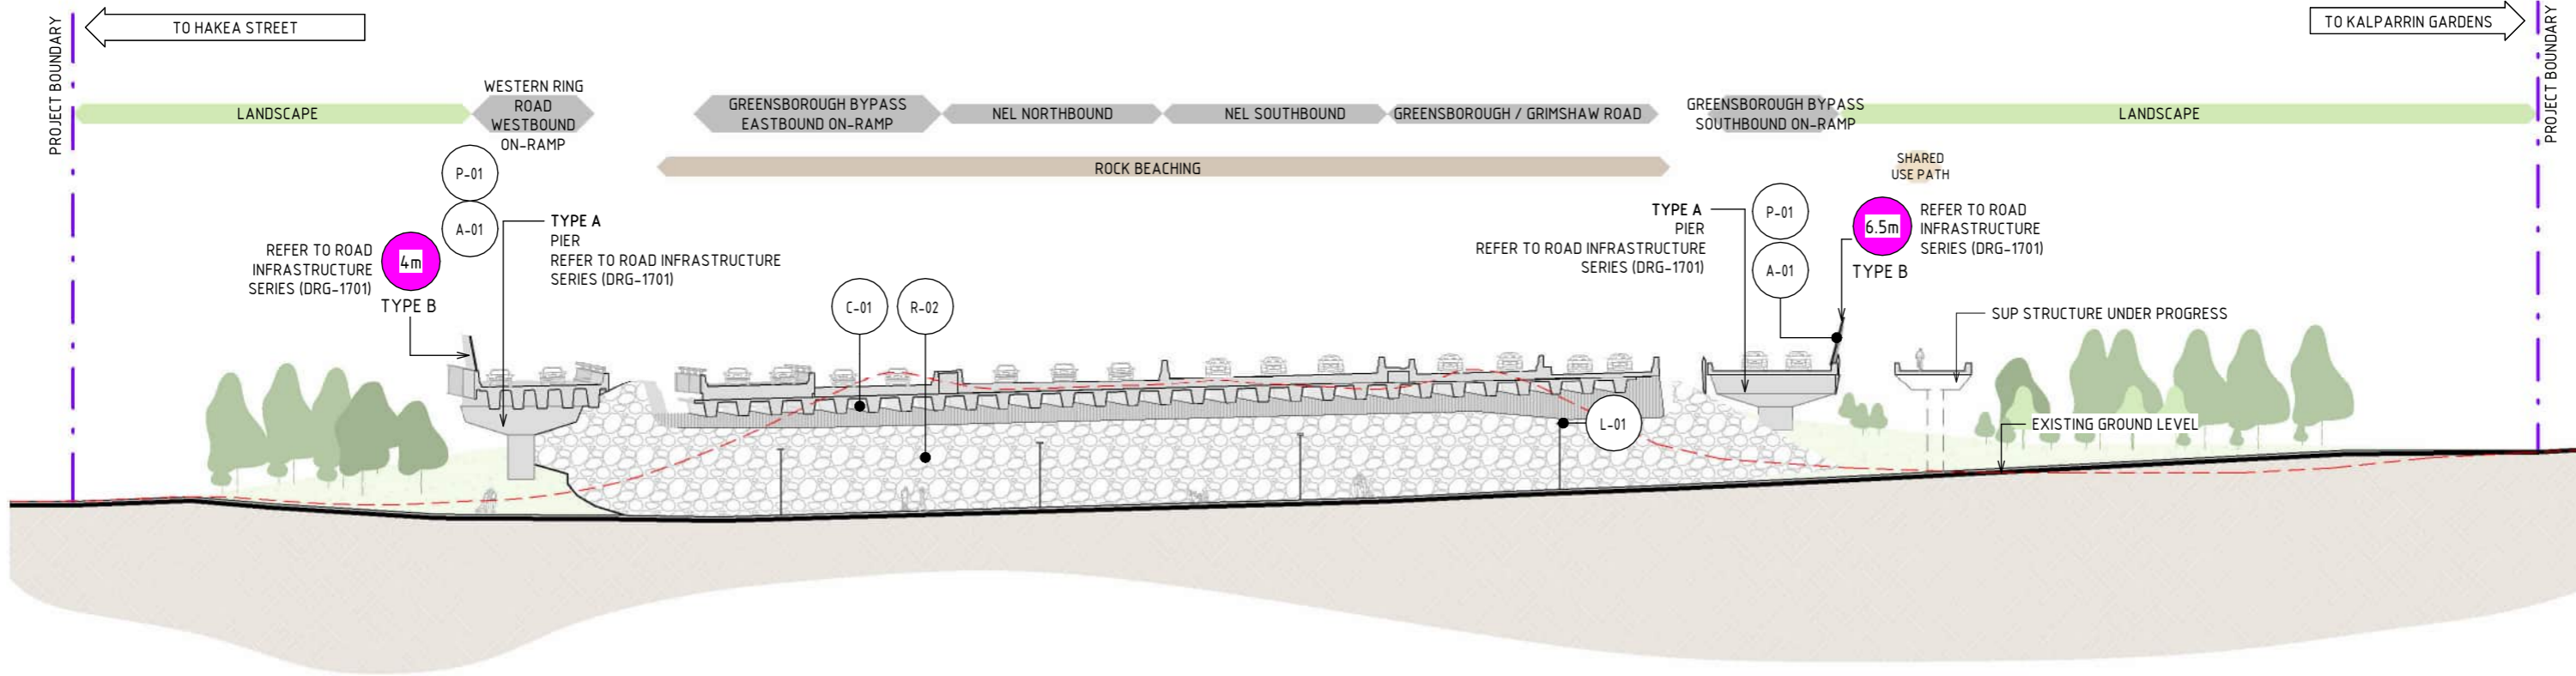 PROJECT BOUNDARY
TO HAKEA STREET
TO KALPARRIN GARDENS
PROJECT BOUNDARY
LANDSCAPE
WESTERN RING
ROAD
WESTBOUND
ON-RAMP
GREENSBOROUGH BYPASS
EASTBOUND ON-RAMP
NEL NORTHBOUND
NEL SOUTHBOUND
GREENSBOROUGH / GRIMSHAW ROAD
GREENSBOROUGH BYPASS
SOUTHBOUND ON-RAMP
LANDSCAPE
ROCK BEACHING
SHARED
USE PATH
P-01
A-01
REFER TO ROAD
INFRASTRUCTURE
SERIES (DRG-1701)
4m
TYPE B
TYPE A
PIER
REFER TO ROAD INFRASTRUCTURE
SERIES (DRG-1701)
C-01
R-02
TYPE A
PIER
REFER TO ROAD INFRASTRUCTURE
SERIES (DRG-1701)
P-01
A-01
6.5m
TYPE B
REFER TO ROAD
INFRASTRUCTURE
SERIES (DRG-1701)
SUP STRUCTURE UNDER PROGRESS
L-01
EXISTING GROUND LEVEL